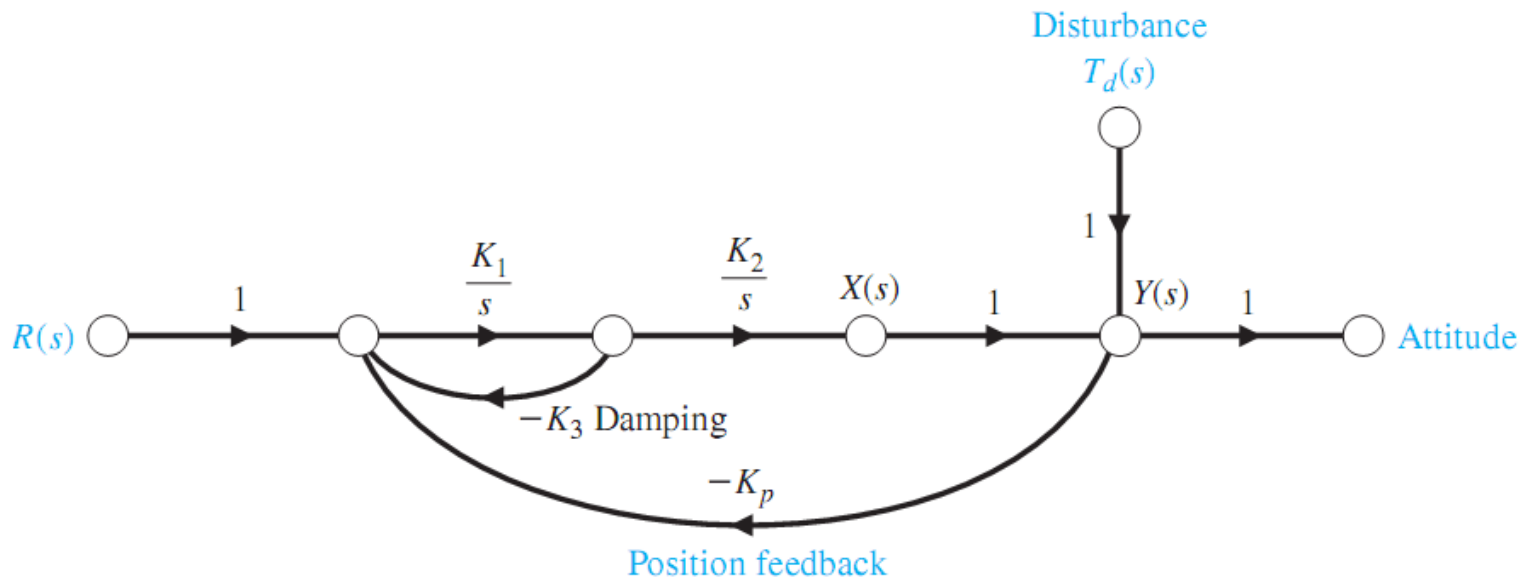 Disturbance
T_d(s)
1
K_1/s
K_2/s
X(s)
Y(s)
1
1
1
R(s)
Attitude
-K_3 Damping
-K_p
Position feedback